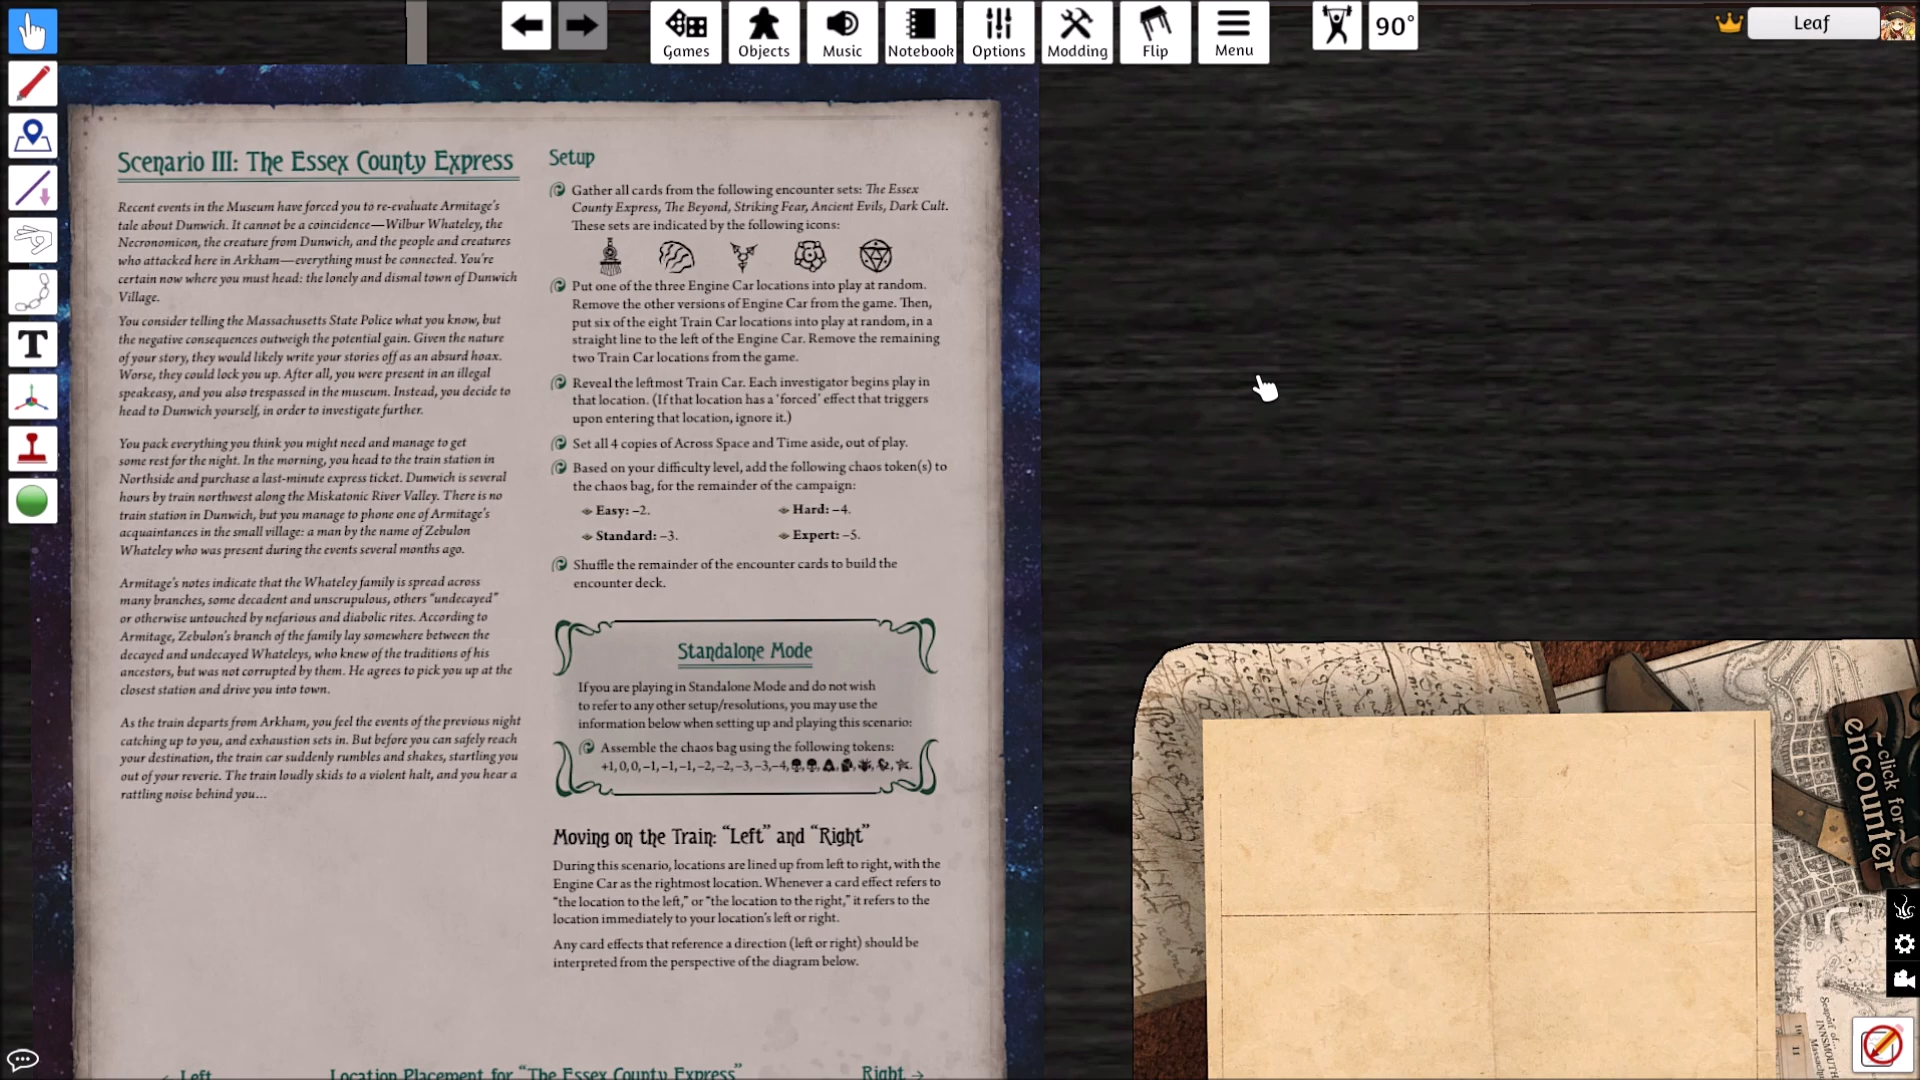 Games
Objects
Music
Notebook
Options
Modding
Flip
Menu
90°
Leaf
T
Scenario III: The Essex County Express
Recent events in the Museum have forced you to re-evaluate Armitage's
tale about Dunwich. It cannot be a coincidence—Wilbur Whateley, the
Necronomicon, the creature from Dunwich, and the people and creatures
who attacked here in Arkham—everything must be connected. You're
certain now where you must head: the lonely and dismal town of Dunwich
Village.
You consider telling the Massachusetts State Police what you know, but
the negative consequences outweigh the potential gain. Given the nature
of your story, they would likely write your stories off as an absurd hoax.
Worse, they could lock you up. After all, you were present in an illegal
speakeasy, and you also trespassed in the museum. Instead, you decide to
head to Dunwich yourself, in order to investigate further.
You pack everything you think you might need and manage to get
some rest for the night. In the morning, you head to the train station in
Northside and purchase a last-minute express ticket. Dunwich is several
hours by train northwest along the Miskatonic River Valley. There is no
train station in Dunwich, but you manage to phone one of Armitage's
acquaintances in the small village: a man by the name of Zebulon
Whateley who was present during the events several months ago.
Armitage's notes indicate that the Whateley family is spread across
many branches, some decadent and unscrupulous, others "undecayed"
or otherwise untouched by nefarious and diabolic rites. According to
Armitage, Zebulon's branch of the family lay somewhere between the
decayed and undecayed Whateleys, who knew of the traditions of his
ancestors, but was not corrupted by them. He agrees to pick you up at the
closest station and drive you into town.
As the train departs from Arkham, you feel the events of the previous night
catching up to you, and exhaustion sets in. But before you can safely reach
your destination, the train car suddenly rumbles and shakes, startling you
out of your reverie. The train loudly skids to a violent halt, and you hear a
rattling noise behind you…
Setup
Gather all cards from the following encounter sets: The Essex
County Express, The Beyond, Striking Fear, Ancient Evils, Dark Cult.
These sets are indicated by the following icons:
Put one of the three Engine Car locations into play at random.
Remove the other versions of Engine Car from the game. Then,
put six of the eight Train Car locations into play at random, in a
straight line to the left of the Engine Car. Remove the remaining
two Train Car locations from the game.
Reveal the leftmost Train Car. Each investigator begins play in
that location. (If that location has a 'forced' effect that triggers
upon entering that location, ignore it.)
Set all 4 copies of Across Space and Time aside, out of play.
Based on your difficulty level, add the following chaos token(s) to
the chaos bag, for the remainder of the campaign:
Easy: –2. Hard: –4.
Standard: –3. Expert: –5.
Shuffle the remainder of the encounter cards to build the
encounter deck.
Standalone Mode
If you are playing in Standalone Mode and do not wish
to refer to any other setup/resolutions, you may use the
information below when setting up and playing this scenario:
Assemble the chaos bag using the following tokens:
+1, 0, 0, –1, –1, –1, –2, –2, –3, –3, –4,
Moving on the Train: "Left" and "Right"
During this scenario, locations are lined up from left to right, with the
Engine Car as the rightmost location. Whenever a card effect refers to
"the location to the left," or "the location to the right," it refers to the
location immediately to your location's left or right.
Any card effects that reference a direction (left or right) should be
interpreted from the perspective of the diagram below.
← Left Location Placement for "The Essex County Express" Right →
~click for~
encounter
INNSMOUTH
11